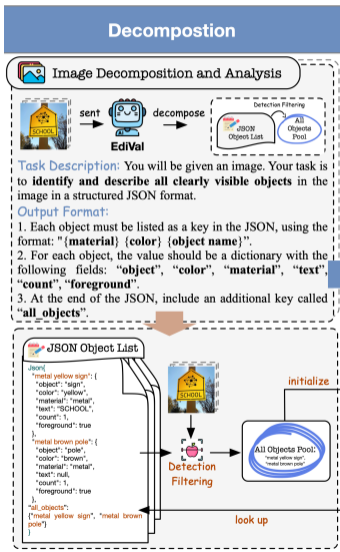 Decompostion
Image Decomposition and Analysis
SCHOOL
sent
EdiVal
decompose
Detection Filtering
JSON
Object List
All
Objects
Pool
Task Description: You will be given an image. Your task is
to identify and describe all clearly visible objects in the
image in a structured JSON format.
Output Format:
1. Each object must be listed as a key in the JSON, using the
format: "{material} {color} {object name}".
2. For each object, the value should be a dictionary with the
following fields: “object”, “color”, “material”, “text”,
“count”, “foreground”.
3. At the end of the JSON, include an additional key called
“all_objects”.
JSON Object List
Json{
"metal yellow sign": {
"object": "sign",
"color": "yellow",
"material": "metal",
"text": "SCHOOL",
"count": 1,
"foreground": true
},
"metal brown pole": {
"object": "pole",
"color": "brown",
"material": "metal",
"text": null,
"count": 1,
"foreground": true
},
"all_objects":
{"metal yellow sign", "metal brown
pole"}
}
SCHOOL
Detection
Filtering
initialize
All Objects Pool:
"metal yellow sign",
"metal brown pole"
look up